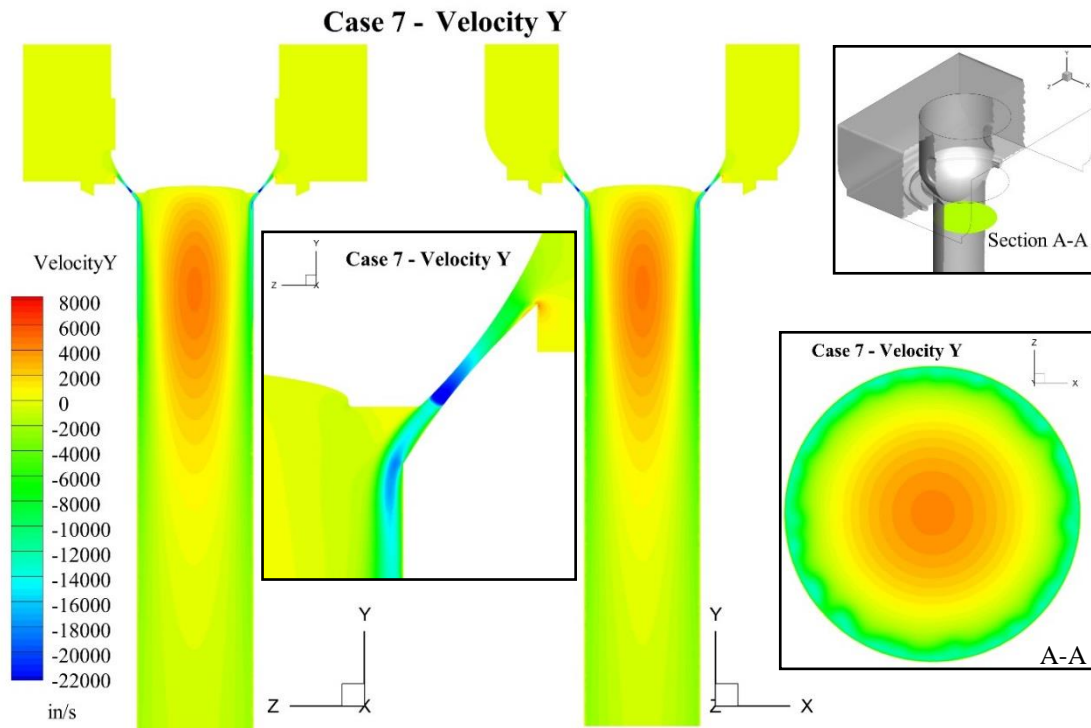 Case 7 - Velocity Y
Y
Z
X
Section A-A
VelocityY
8000
6000
4000
2000
0
-2000
-4000
-6000
-8000
-10000
-12000
-14000
-16000
-18000
-20000
-22000
in/s
Y
Case 7 - Velocity Y
Z
X
Case 7 - Velocity Y
Z
Y
X
A-A
Y
Z
X
Y
Z
X